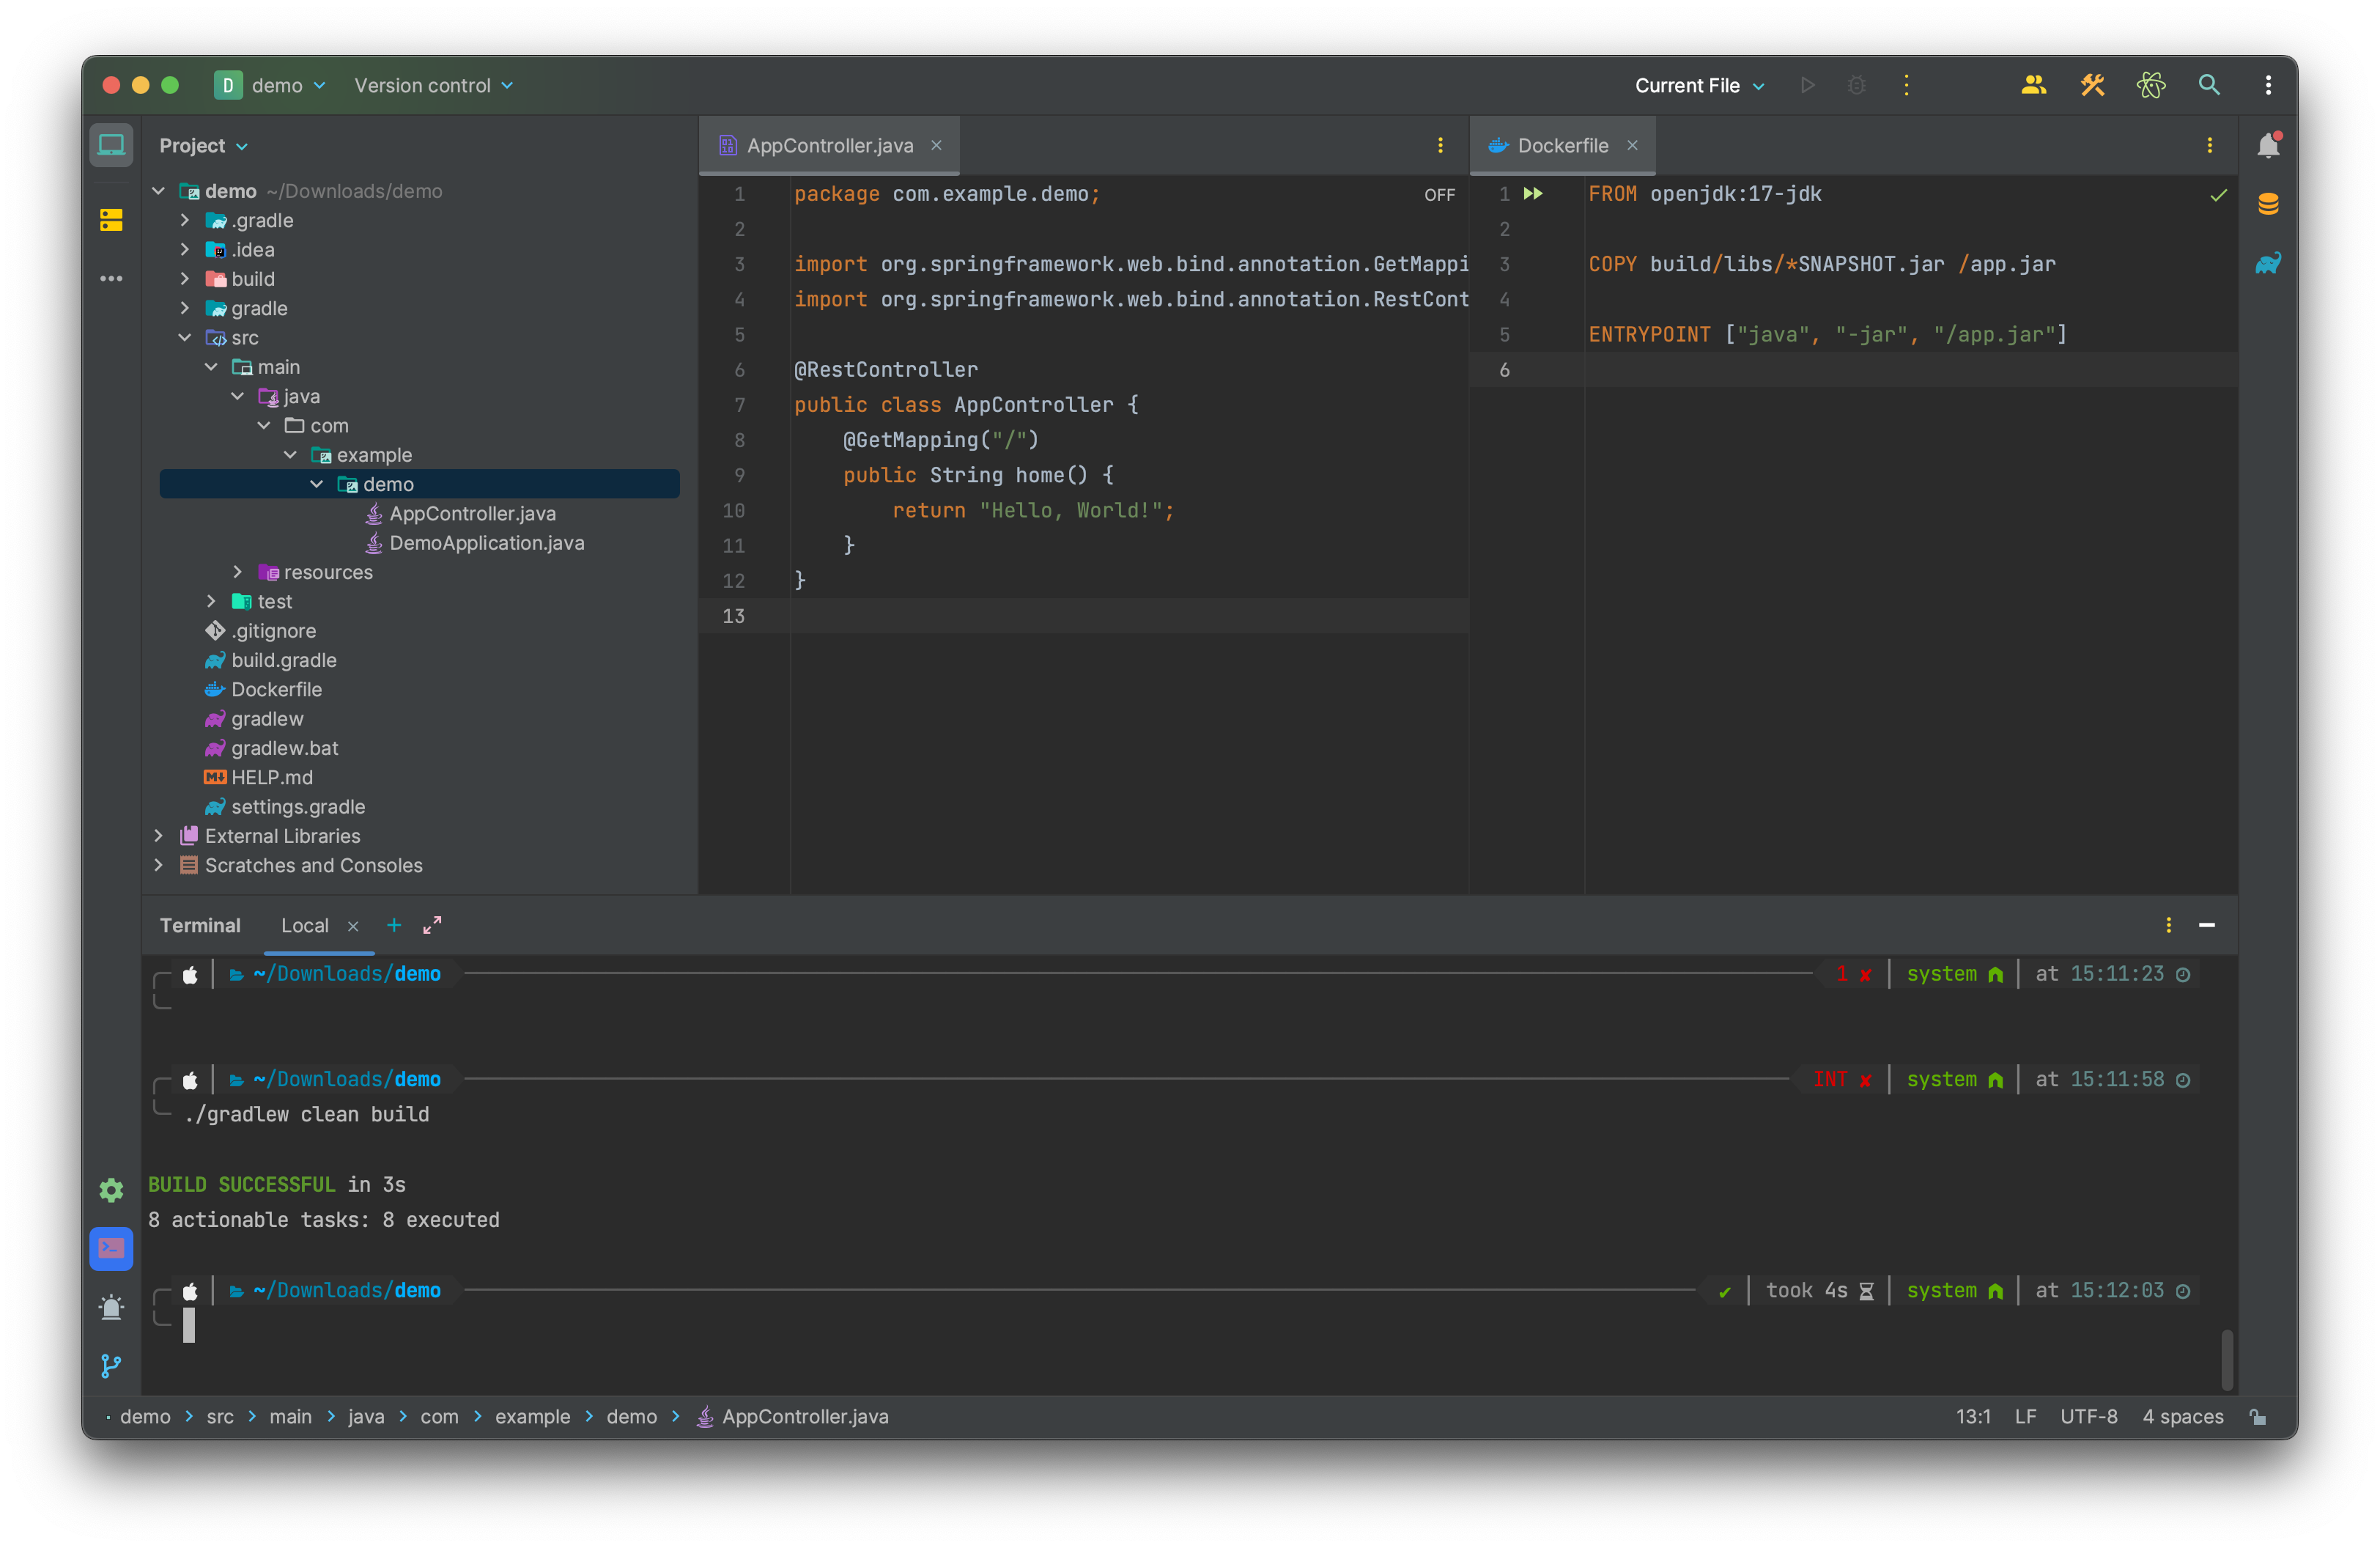 D demo Version control Current File
Project
demo ~/Downloads/demo
.gradle
.idea
build
gradle
src
main
java
com
example
demo
AppController.java
DemoApplication.java
resources
test
.gitignore
build.gradle
Dockerfile
gradlew
gradlew.bat
HELP.md
settings.gradle
External Libraries
Scratches and Consoles
AppController.java
OFF
1 package com.example.demo;
2
3 import org.springframework.web.bind.annotation.GetMappi
4 import org.springframework.web.bind.annotation.RestCont
5
6 @RestController
7 public class AppController {
8 @GetMapping("/")
9 public String home() {
10 return "Hello, World!";
11 }
12 }
13
Dockerfile
1 FROM openjdk:17-jdk
2
3 COPY build/libs/*SNAPSHOT.jar /app.jar
4
5 ENTRYPOINT ["java", "-jar", "/app.jar"]
6
Terminal Local
~/Downloads/demo 1 ✘ system at 15:11:23
~/Downloads/demo INT ✘ system at 15:11:58
./gradlew clean build
BUILD SUCCESSFUL in 3s
8 actionable tasks: 8 executed
~/Downloads/demo ✔ took 4s system at 15:12:03
demo > src > main > java > com > example > demo > AppController.java 13:1 LF UTF-8 4 spaces